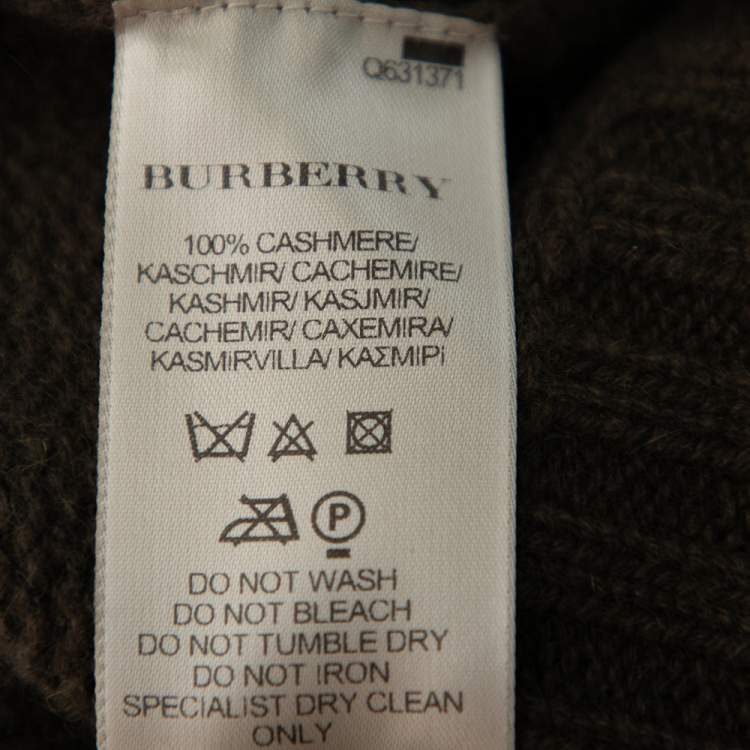 Q631371
BURBERRY
100% CASHMERE/
KASCHMIR/ CACHEMIRE/
KASHMIR/ KASJMIR/
CACHEMIR/ CAXEMIRA/
KASMIRVILLA/ ΚΑΣΜΙΡi
P
DO NOT WASH
DO NOT BLEACH
DO NOT TUMBLE DRY
DO NOT IRON
SPECIALIST DRY CLEAN
ONLY